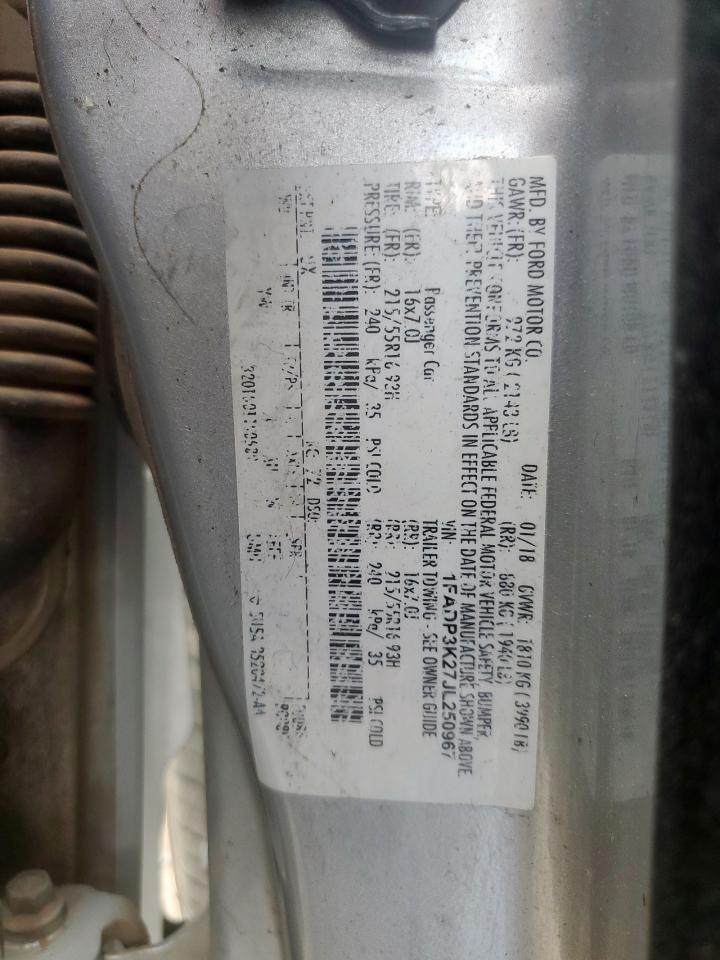 MFD. BY FORD MOTOR CO. DATE: 01/18 GVWR: 1810 KG ( 3990 LB)
GAWR: (FR): 972 KG ( 2143 LB) (RR): 880 KG ( 1940 LB)
THIS VEHICLE CONFORMS TO ALL APPLICABLE FEDERAL MOTOR VEHICLE SAFETY, BUMPER,
AND THEFT PREVENTION STANDARDS IN EFFECT ON THE DATE OF MANUFACTURE SHOWN ABOVE.
VIN: 1FADP3K27JL250967
TYPE: Passenger Car TRAILER TOWING - SEE OWNER GUIDE
RIM: (FR): 16x7.0J (RR): 16x7.0J
TIRE: (FR): 215/55R16 93H (RR): 215/55R16 93H
PRESSURE: (FR): 240 kPa/ 35 PSI COLD (RR): 240 kPa/ 35 PSI COLD
UX 72 DSO: